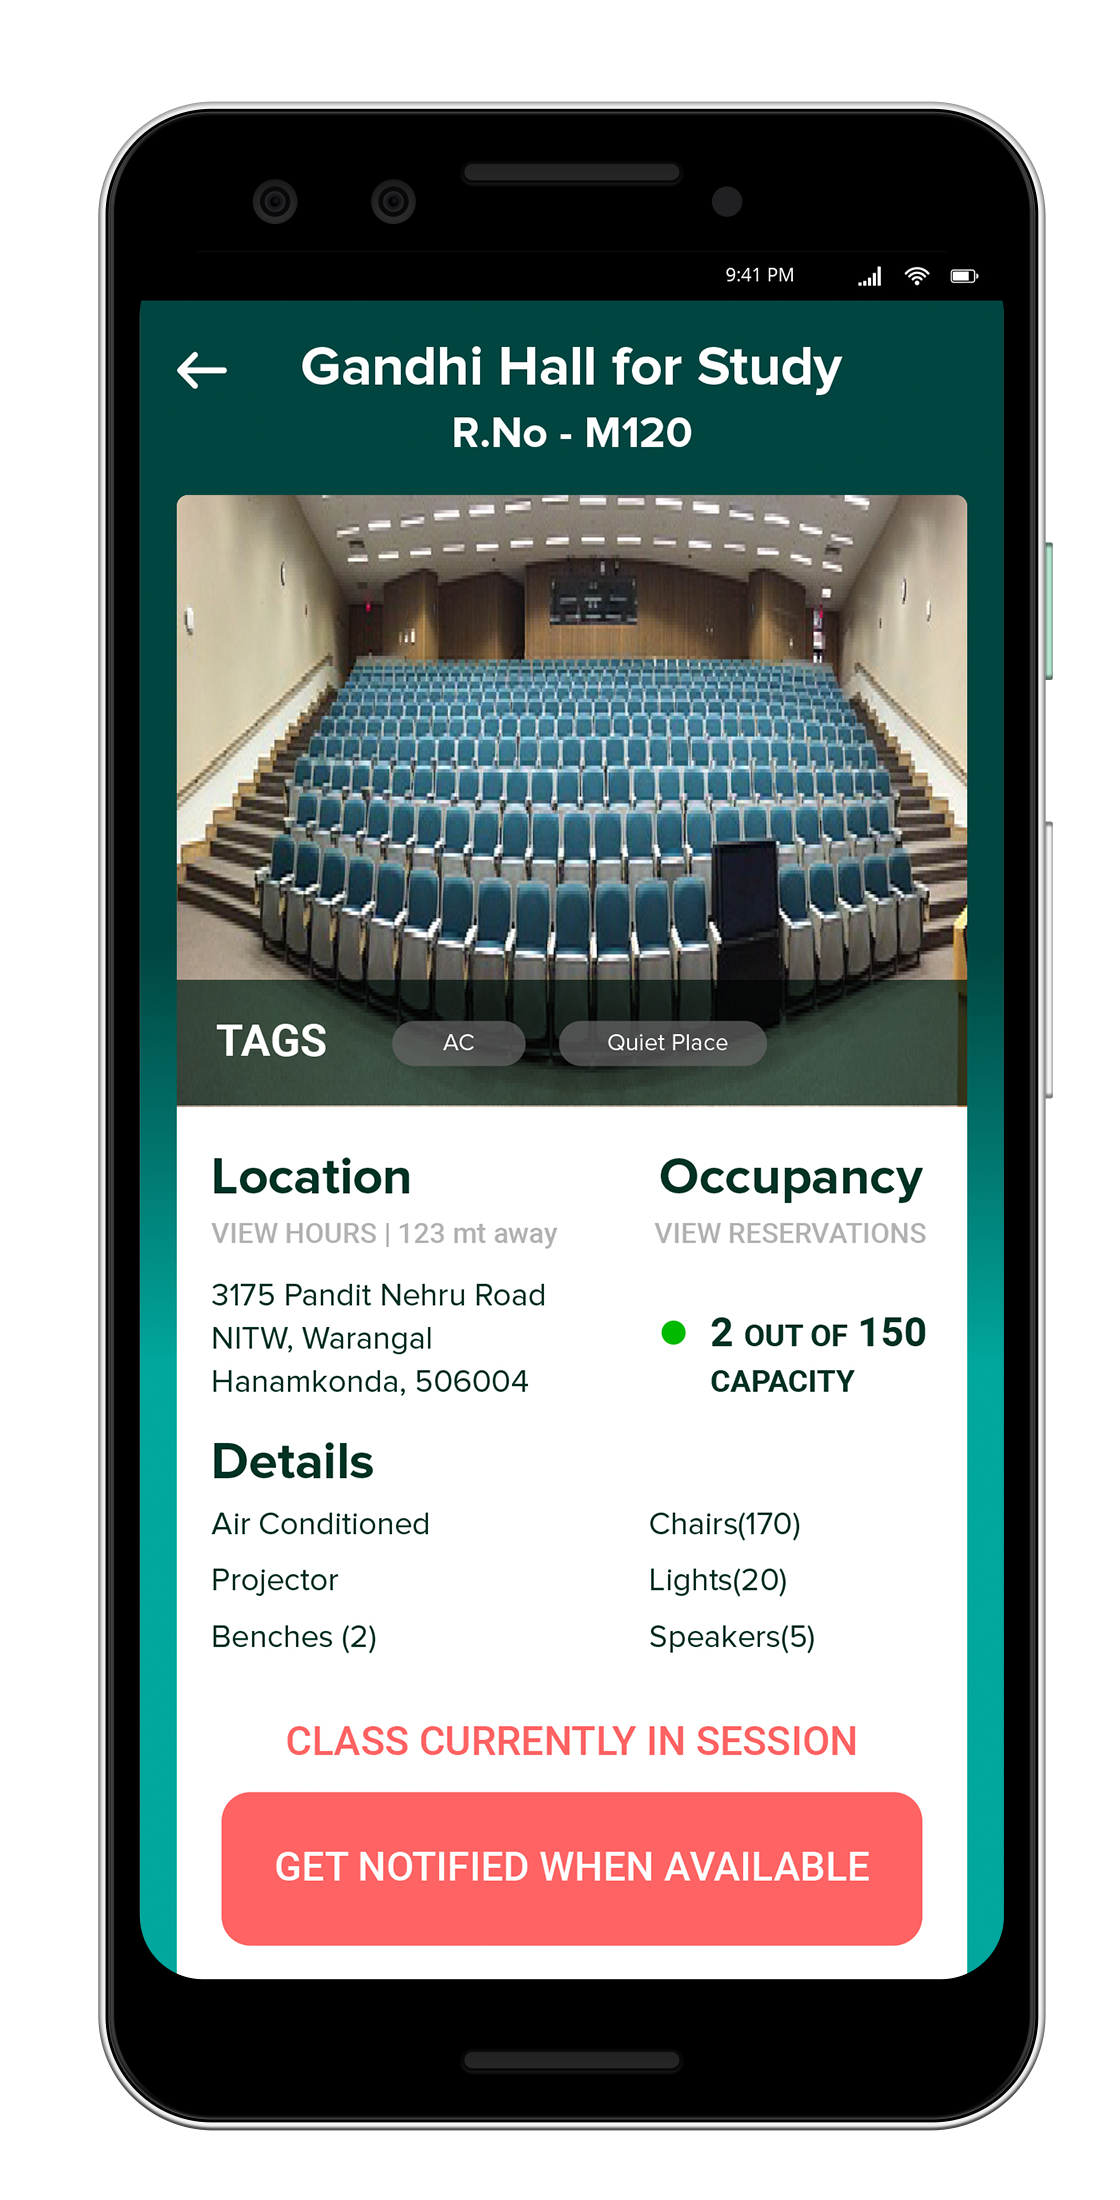 9:41 PM
Gandhi Hall for Study
R.No - M120
TAGS
AC
Quiet Place
Location
VIEW HOURS | 123 mt away
3175 Pandit Nehru Road
NITW, Warangal
Hanamkonda, 506004
Occupancy
VIEW RESERVATIONS
2 OUT OF 150
CAPACITY
Details
Air Conditioned
Projector
Benches (2)
Chairs(170)
Lights(20)
Speakers(5)
CLASS CURRENTLY IN SESSION
GET NOTIFIED WHEN AVAILABLE